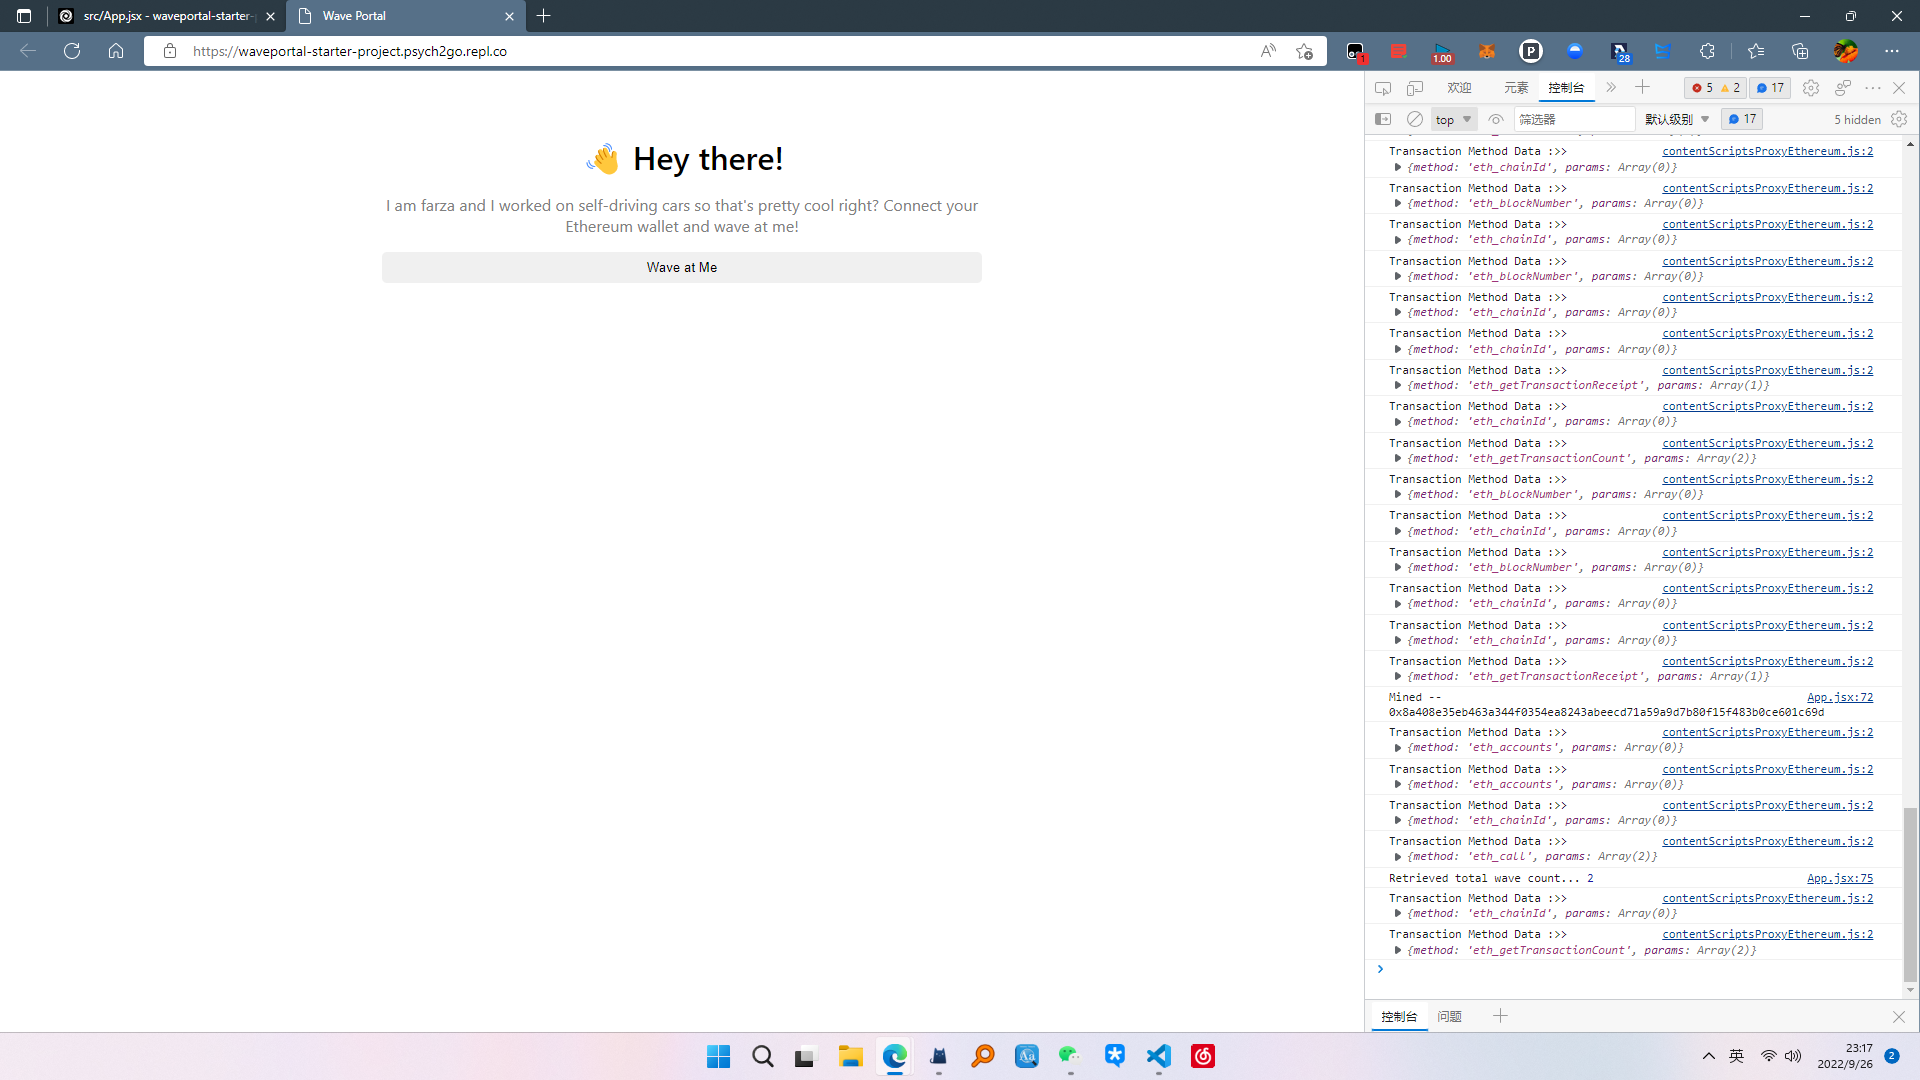 src/App.jsx - waveportal-starter-
Wave Portal
https://waveportal-starter-project.psych2go.repl.co
1
1.00
28
👋 Hey there!
I am farza and I worked on self-driving cars so that's pretty cool right? Connect your
Ethereum wallet and wave at me!
Wave at Me
欢迎
元素
控制台
5
2
17
top
筛选器
默认级别
17
5 hidden
Transaction Method Data :>> contentScriptsProxyEthereum.js:2
{method: 'eth_chainId', params: Array(0)}
Transaction Method Data :>> contentScriptsProxyEthereum.js:2
{method: 'eth_blockNumber', params: Array(0)}
Transaction Method Data :>> contentScriptsProxyEthereum.js:2
{method: 'eth_chainId', params: Array(0)}
Transaction Method Data :>> contentScriptsProxyEthereum.js:2
{method: 'eth_blockNumber', params: Array(0)}
Transaction Method Data :>> contentScriptsProxyEthereum.js:2
{method: 'eth_chainId', params: Array(0)}
Transaction Method Data :>> contentScriptsProxyEthereum.js:2
{method: 'eth_chainId', params: Array(0)}
Transaction Method Data :>> contentScriptsProxyEthereum.js:2
{method: 'eth_getTransactionReceipt', params: Array(1)}
Transaction Method Data :>> contentScriptsProxyEthereum.js:2
{method: 'eth_chainId', params: Array(0)}
Transaction Method Data :>> contentScriptsProxyEthereum.js:2
{method: 'eth_getTransactionCount', params: Array(2)}
Transaction Method Data :>> contentScriptsProxyEthereum.js:2
{method: 'eth_blockNumber', params: Array(0)}
Transaction Method Data :>> contentScriptsProxyEthereum.js:2
{method: 'eth_chainId', params: Array(0)}
Transaction Method Data :>> contentScriptsProxyEthereum.js:2
{method: 'eth_blockNumber', params: Array(0)}
Transaction Method Data :>> contentScriptsProxyEthereum.js:2
{method: 'eth_chainId', params: Array(0)}
Transaction Method Data :>> contentScriptsProxyEthereum.js:2
{method: 'eth_chainId', params: Array(0)}
Transaction Method Data :>> contentScriptsProxyEthereum.js:2
{method: 'eth_getTransactionReceipt', params: Array(1)}
Mined -- App.jsx:72
0x8a408e35eb463a344f0354ea8243abeecd71a59a9d7b80f15f483b0ce601c69d
Transaction Method Data :>> contentScriptsProxyEthereum.js:2
{method: 'eth_accounts', params: Array(0)}
Transaction Method Data :>> contentScriptsProxyEthereum.js:2
{method: 'eth_accounts', params: Array(0)}
Transaction Method Data :>> contentScriptsProxyEthereum.js:2
{method: 'eth_chainId', params: Array(0)}
Transaction Method Data :>> contentScriptsProxyEthereum.js:2
{method: 'eth_call', params: Array(2)}
Retrieved total wave count... 2 App.jsx:75
Transaction Method Data :>> contentScriptsProxyEthereum.js:2
{method: 'eth_chainId', params: Array(0)}
Transaction Method Data :>> contentScriptsProxyEthereum.js:2
{method: 'eth_getTransactionCount', params: Array(2)}
控制台
问题
英
23:17
2022/9/26
2